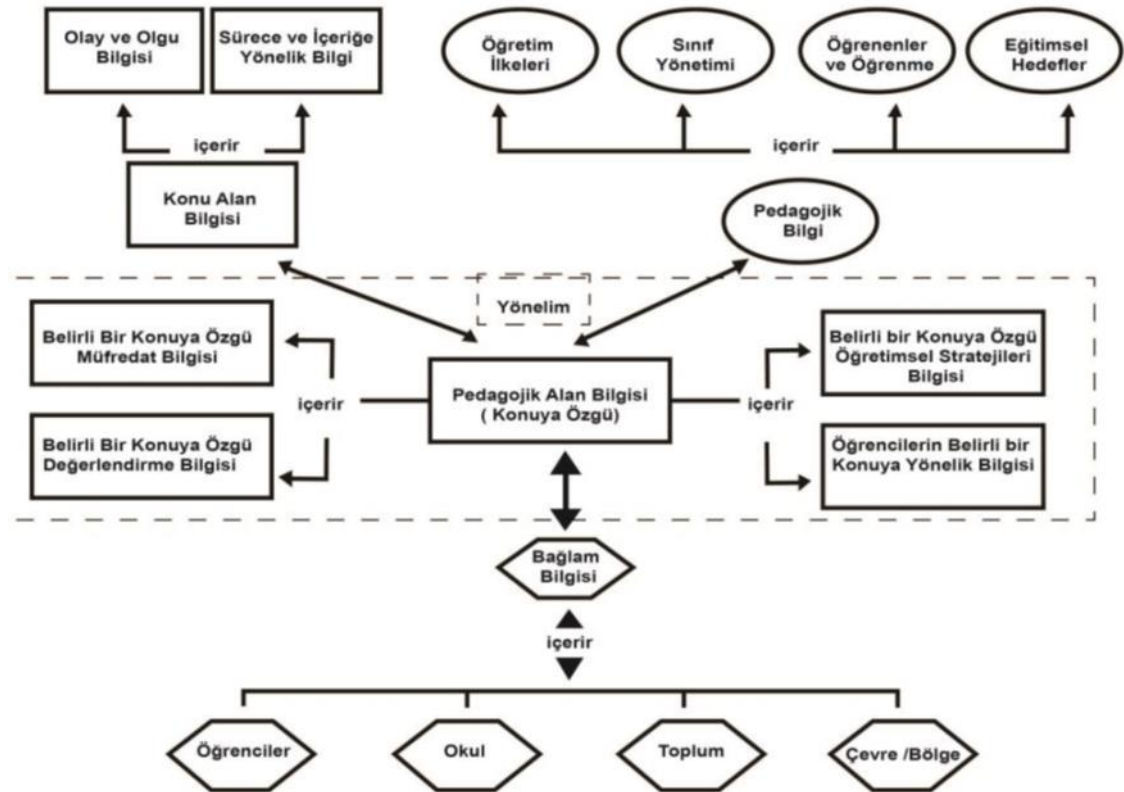 Olay ve Olgu
Bilgisi
Sürece ve İçeriğe
Yönelik Bilgi
Öğretim
İlkeleri
Sınıf
Yönetimi
Öğrenenler
ve Öğrenme
Eğitimsel
Hedefler
içerir
içerir
Konu Alan
Bilgisi
Pedagojik
Bilgi
Yönelim
Belirli Bir Konuya Özgü
Müfredat Bilgisi
Belirli bir Konuya Özgü
Öğretimsel Stratejileri
Bilgisi
içerir
Pedagojik Alan Bilgisi
( Konuya Özgü)
içerir
Belirli Bir Konuya Özgü
Değerlendirme Bilgisi
Öğrencilerin Belirli bir
Konuya Yönelik Bilgisi
Bağlam
Bilgisi
içerir
Öğrenciler
Okul
Toplum
Çevre /Bölge